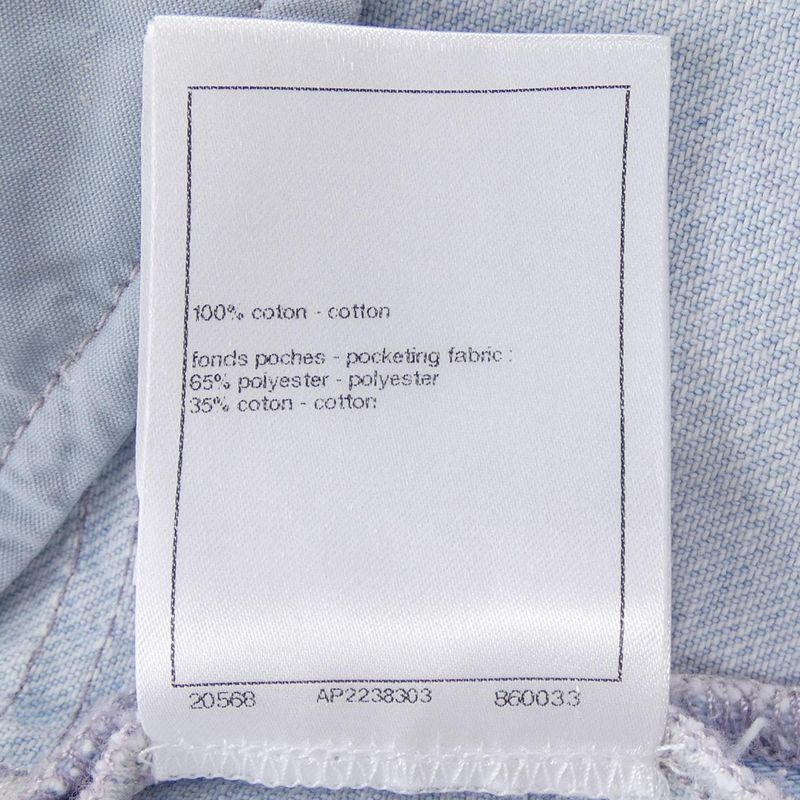 100% coton - cotton
fonds poches - pocketing fabric :
65% polyester - polyester
35% coton - cotton
20568 AP2238303 860033